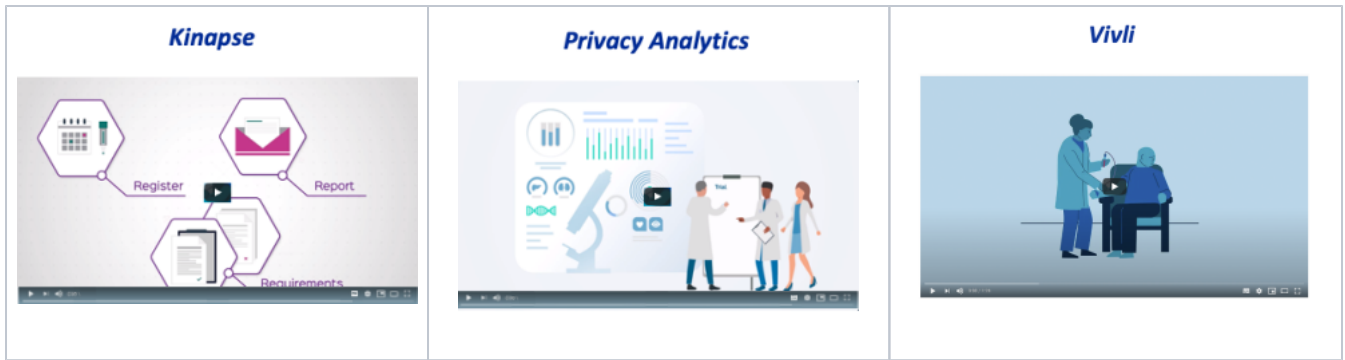 Kinapse
Privacy Analytics
Vivli
Register
Report
Requirements
Trial